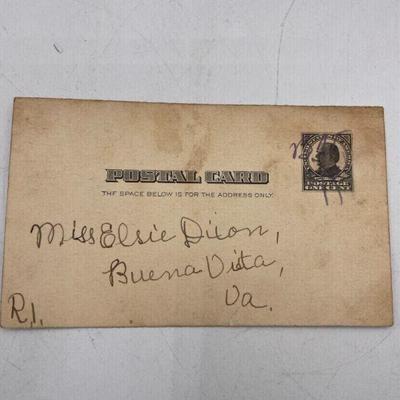 POSTAL CARD
THE SPACE BELOW IS FOR THE ADDRESS ONLY.
POSTAGE
ONE CENT
Miss Elsie Dixon,
Buena Vista,
Va.
R.1.